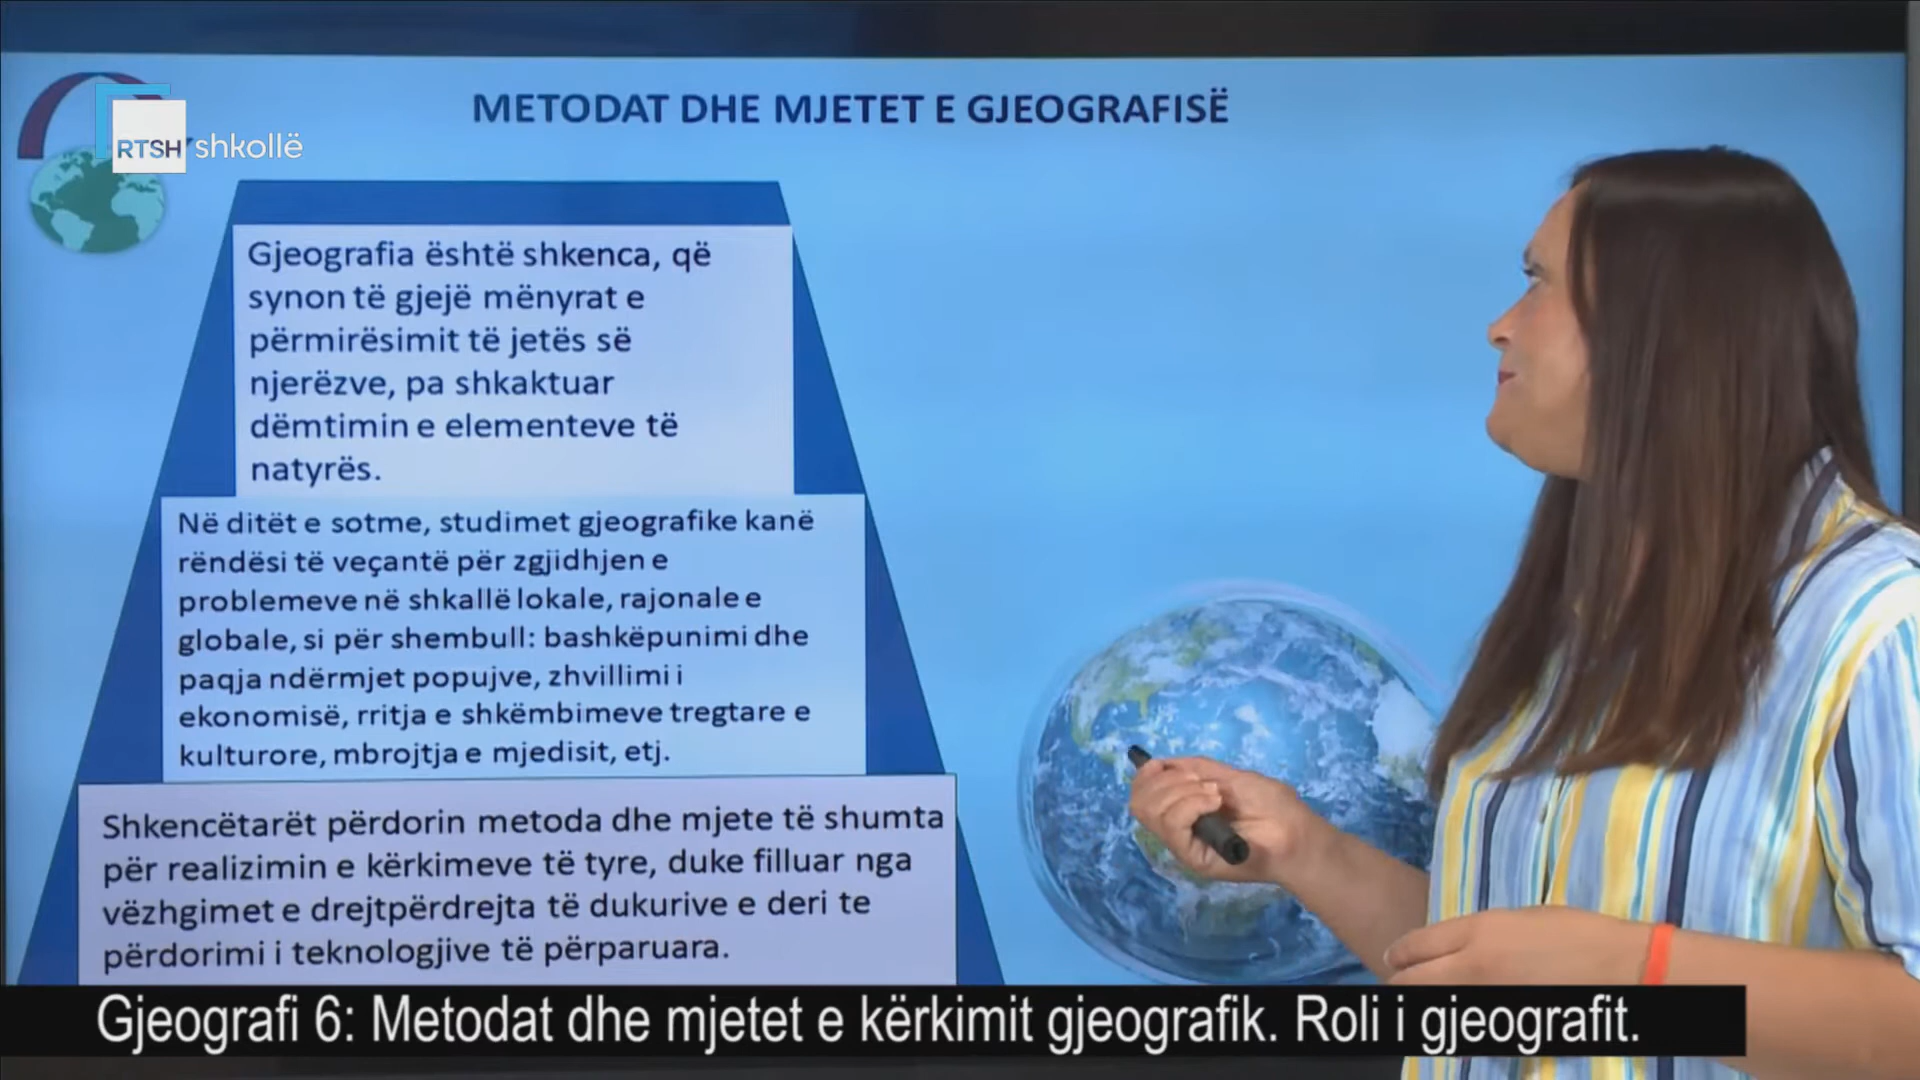 RTSH shkollë
METODAT DHE MJETET E GJEOGRAFISË
Gjeografia është shkenca, që
synon të gjejë mënyrat e
përmirësimit të jetës së
njerëzve, pa shkaktuar
dëmtimin e elementeve të
natyrës.
Në ditët e sotme, studimet gjeografike kanë
rëndësi të veçantë për zgjidhjen e
problemeve në shkallë lokale, rajonale e
globale, si për shembull: bashkëpunimi dhe
paqja ndërmjet popujve, zhvillimi i
ekonomisë, rritja e shkëmbimeve tregtare e
kulturore, mbrojtja e mjedisit, etj.
Shkencëtarët përdorin metoda dhe mjete të shumta
për realizimin e kërkimeve të tyre, duke filluar nga
vëzhgimet e drejtpërdrejta të dukurive e deri te
përdorimi i teknologjive të përparuara.
Gjeografi 6: Metodat dhe mjetet e kërkimit gjeografik. Roli i gjeografit.